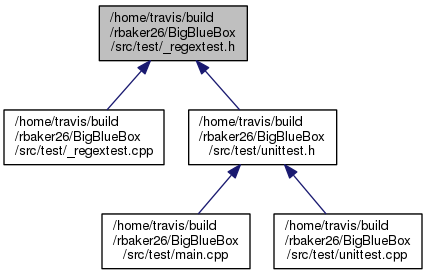 /home/travis/build
/rbaker26/BigBlueBox
/src/test/_regextest.h
/home/travis/build
/rbaker26/BigBlueBox
/src/test/_regextest.cpp
/home/travis/build
/rbaker26/BigBlueBox
/src/test/unittest.h
/home/travis/build
/rbaker26/BigBlueBox
/src/test/main.cpp
/home/travis/build
/rbaker26/BigBlueBox
/src/test/unittest.cpp